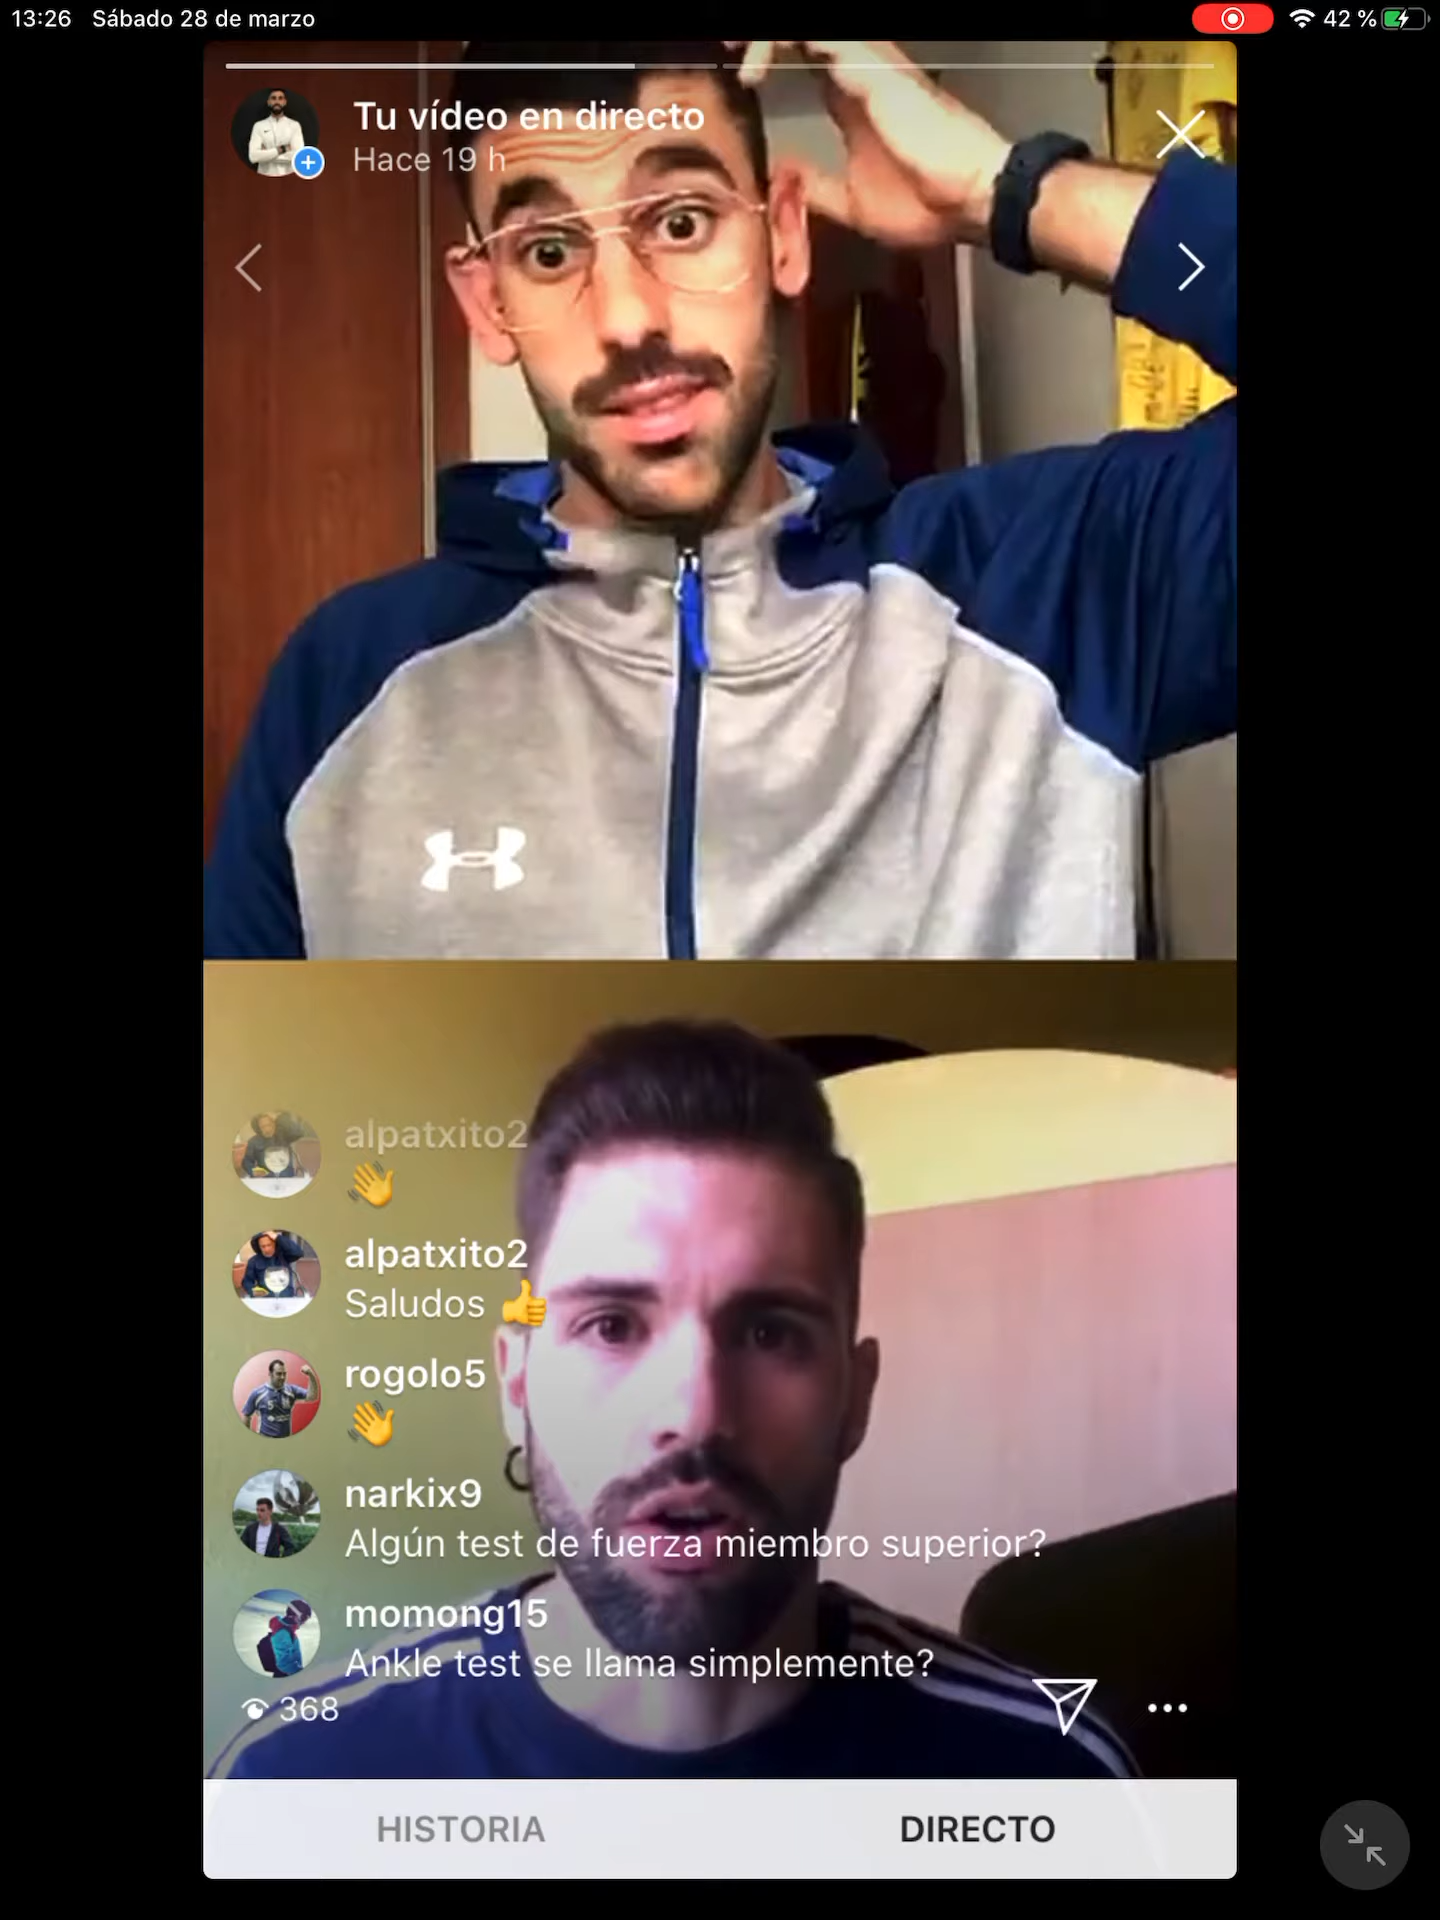 13:26 Sábado 28 de marzo 42 %
Tu vídeo en directo
Hace 19 h
alpatxito2
👋
alpatxito2
Saludos 👍
rogolo5
👋
narkix9
Algún test de fuerza miembro superior?
momong15
Ankle test se llama simplemente?
368
HISTORIA DIRECTO